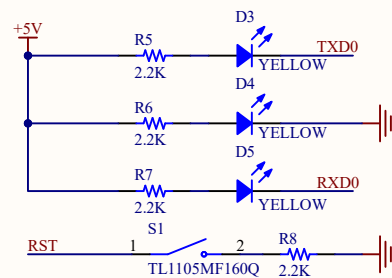 D3
+5V
R5
TXD0
2.2K
YELLOW
D4
R6
2.2K
YELLOW
D5
R7
RXD0
2.2K
YELLOW
S1
RST
1
2
R8
TL1105MF160Q
2.2K